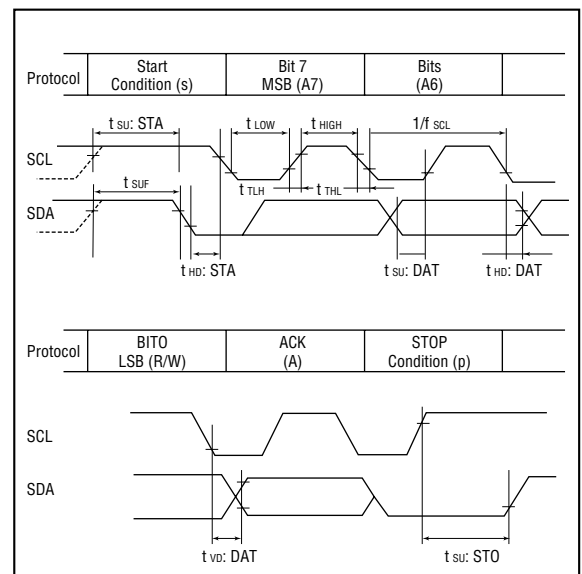 Protocol
Start
Condition (s)
Bit 7
MSB (A7)
Bits
(A6)
t SU: STA
t LOW
t HIGH
1/f SCL
SCL
t SUF
t TLH
t THL
SDA
t HD: STA
t SU: DAT
t HD: DAT
Protocol
BITO
LSB (R/W)
ACK
(A)
STOP
Condition (p)
SCL
SDA
t VD: DAT
t SU: STO